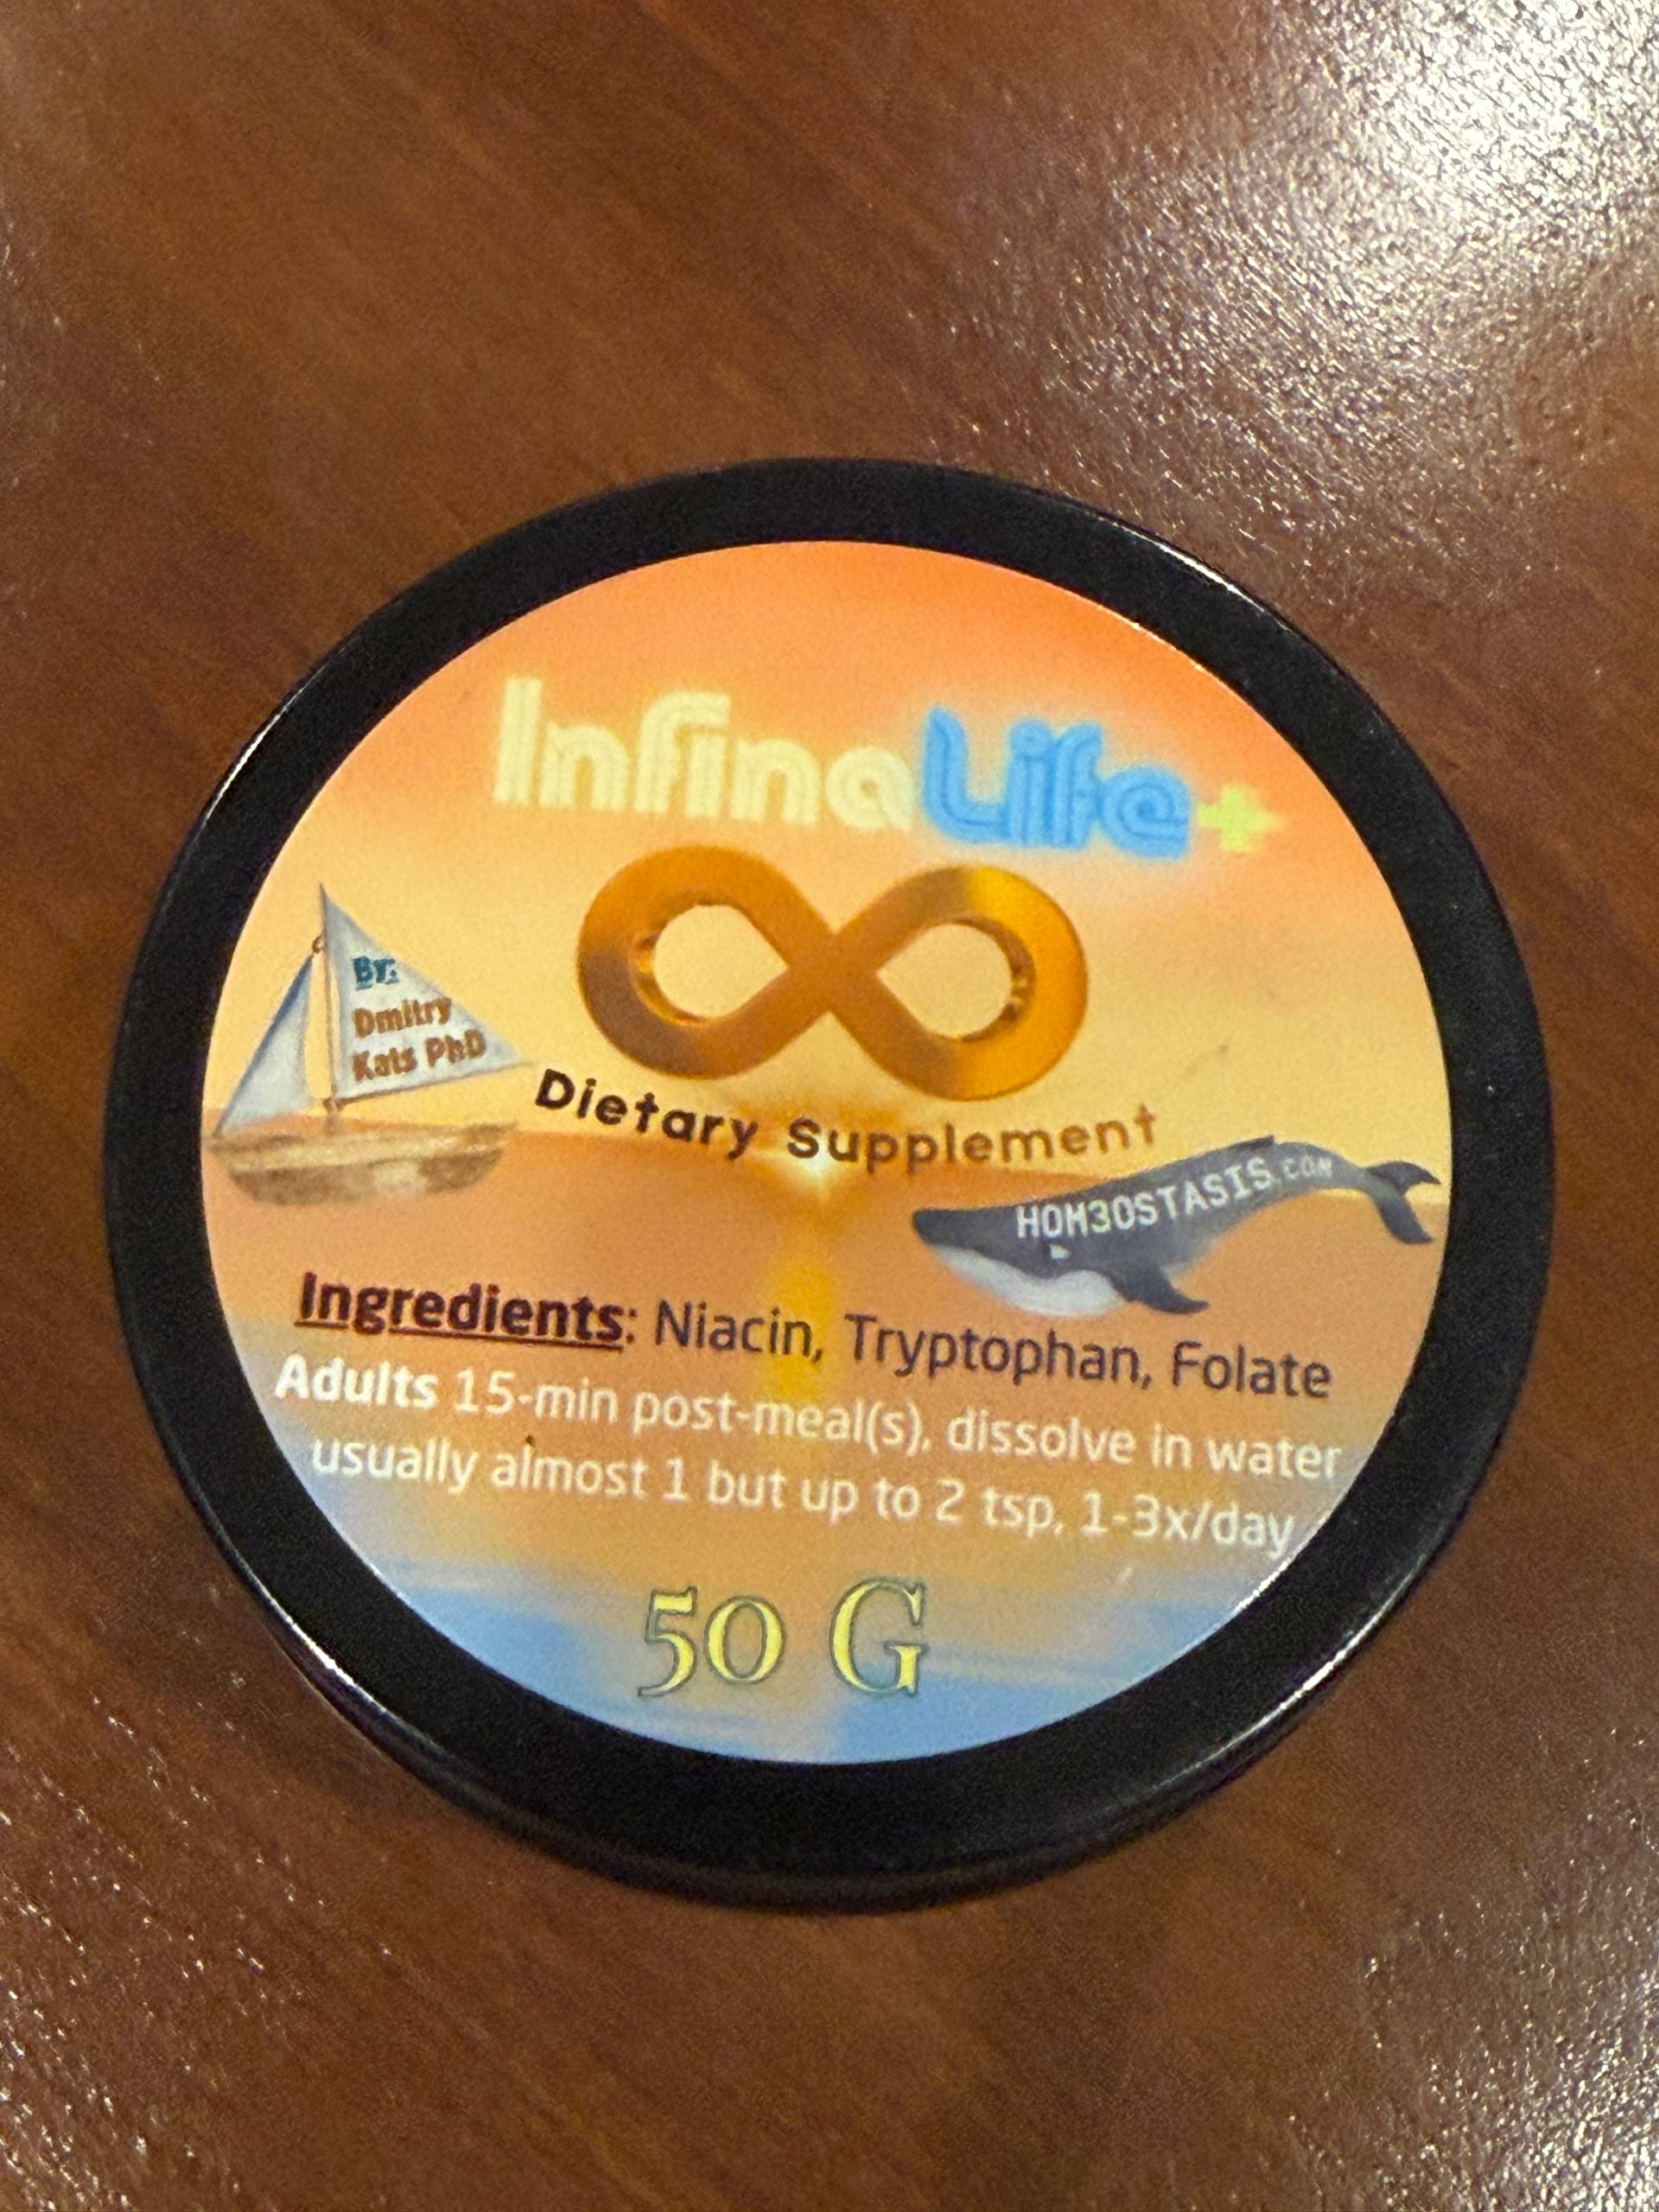 InfinaLife+
By:
Dmitry
Kats PhD
Dietary Supplement
HOM3OSTASIS.COM
Ingredients: Niacin, Tryptophan, Folate
Adults 15-min post-meal(s), dissolve in water
usually almost 1 but up to 2 tsp, 1-3x/day
50 G